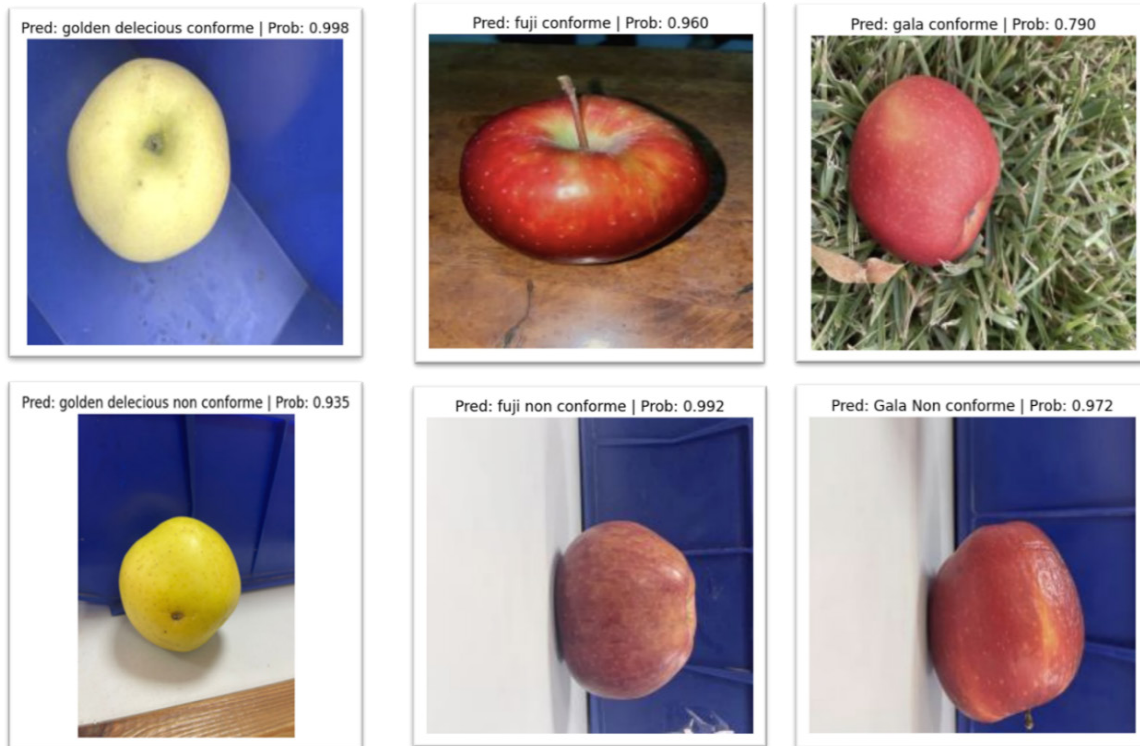 Pred: golden delecious conforme | Prob: 0.998
Pred: fuji conforme | Prob: 0.960
Pred: gala conforme | Prob: 0.790
Pred: golden delecious non conforme | Prob: 0.935
Pred: fuji non conforme | Prob: 0.992
Pred: Gala Non conforme | Prob: 0.972